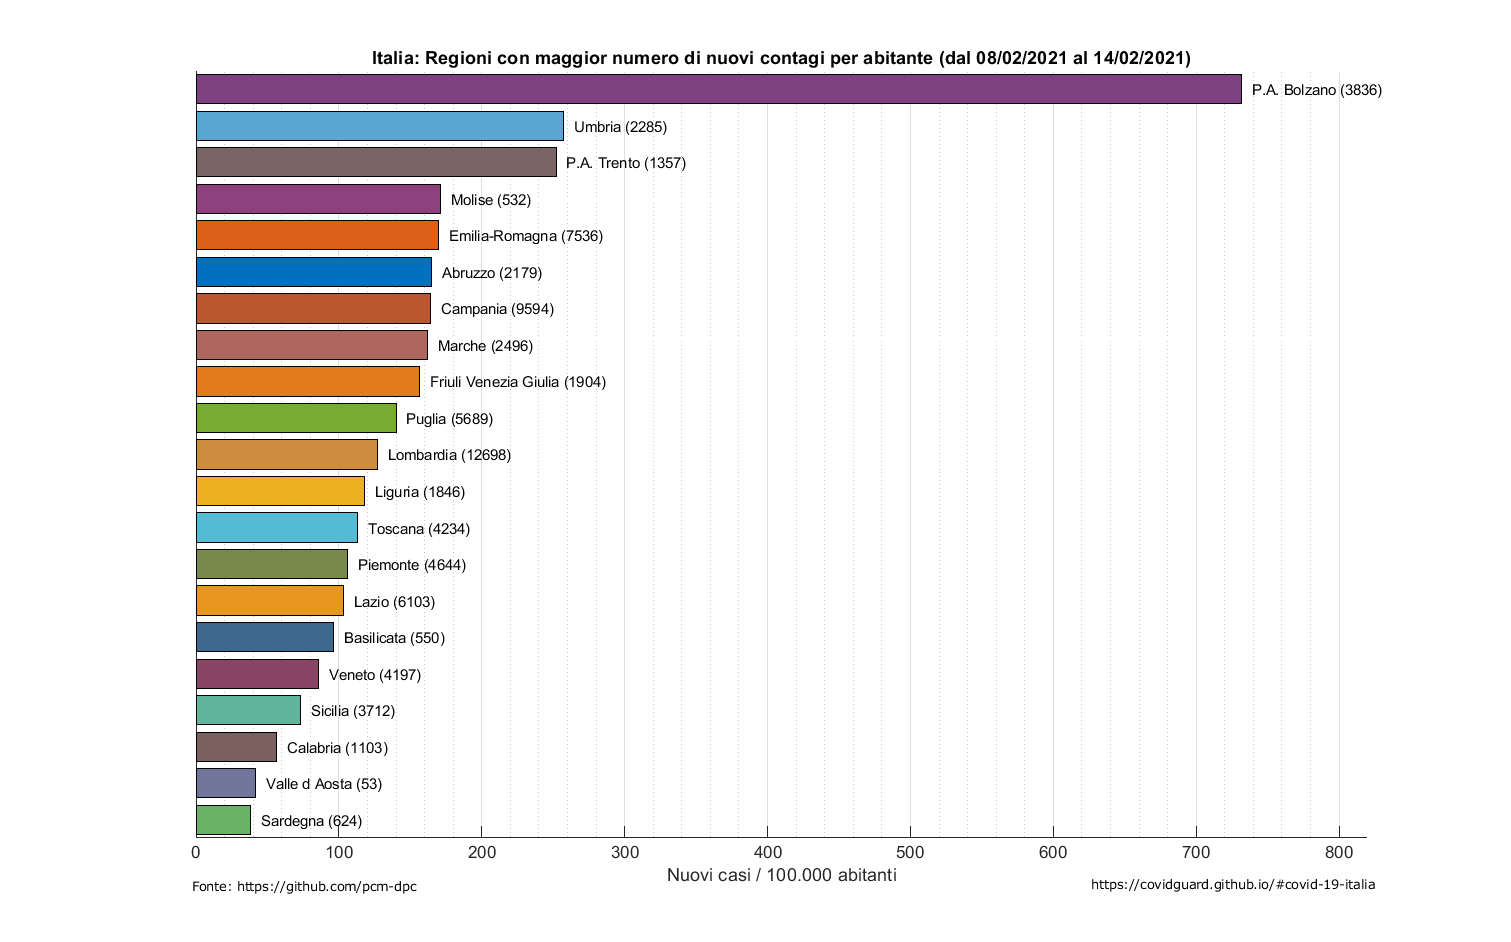 Italia: Regioni con maggior numero di nuovi contagi per abitante (dal 08/02/2021 al 14/02/2021)
P.A. Bolzano (3836)
Umbria (2285)
P.A. Trento (1357)
Molise (532)
Emilia-Romagna (7536)
Abruzzo (2179)
Campania (9594)
Marche (2496)
Friuli Venezia Giulia (1904)
Puglia (5689)
Lombardia (12698)
Liguria (1846)
Toscana (4234)
Piemonte (4644)
Lazio (6103)
Basilicata (550)
Veneto (4197)
Sicilia (3712)
Calabria (1103)
Valle d Aosta (53)
Sardegna (624)
0 100 200 300 400 500 600 700 800
Nuovi casi / 100.000 abitanti
Fonte: https://github.com/pcm-dpc
https://covidguard.github.io/#covid-19-italia